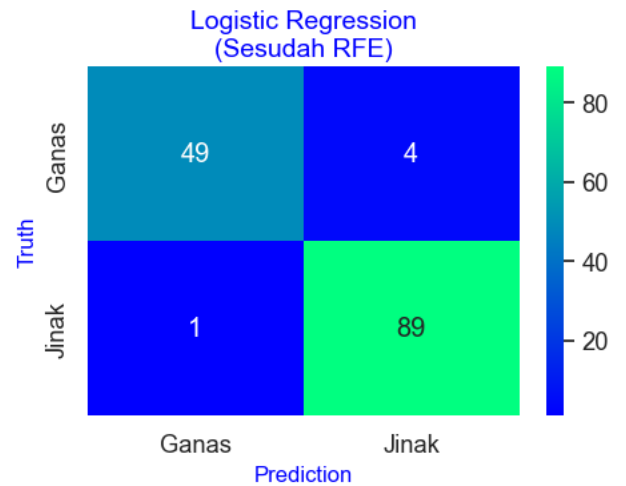 Logistic Regression
(Sesudah RFE)
Ganas
49
4
80
60
Truth
40
Jinak
1
89
20
Ganas
Jinak
Prediction